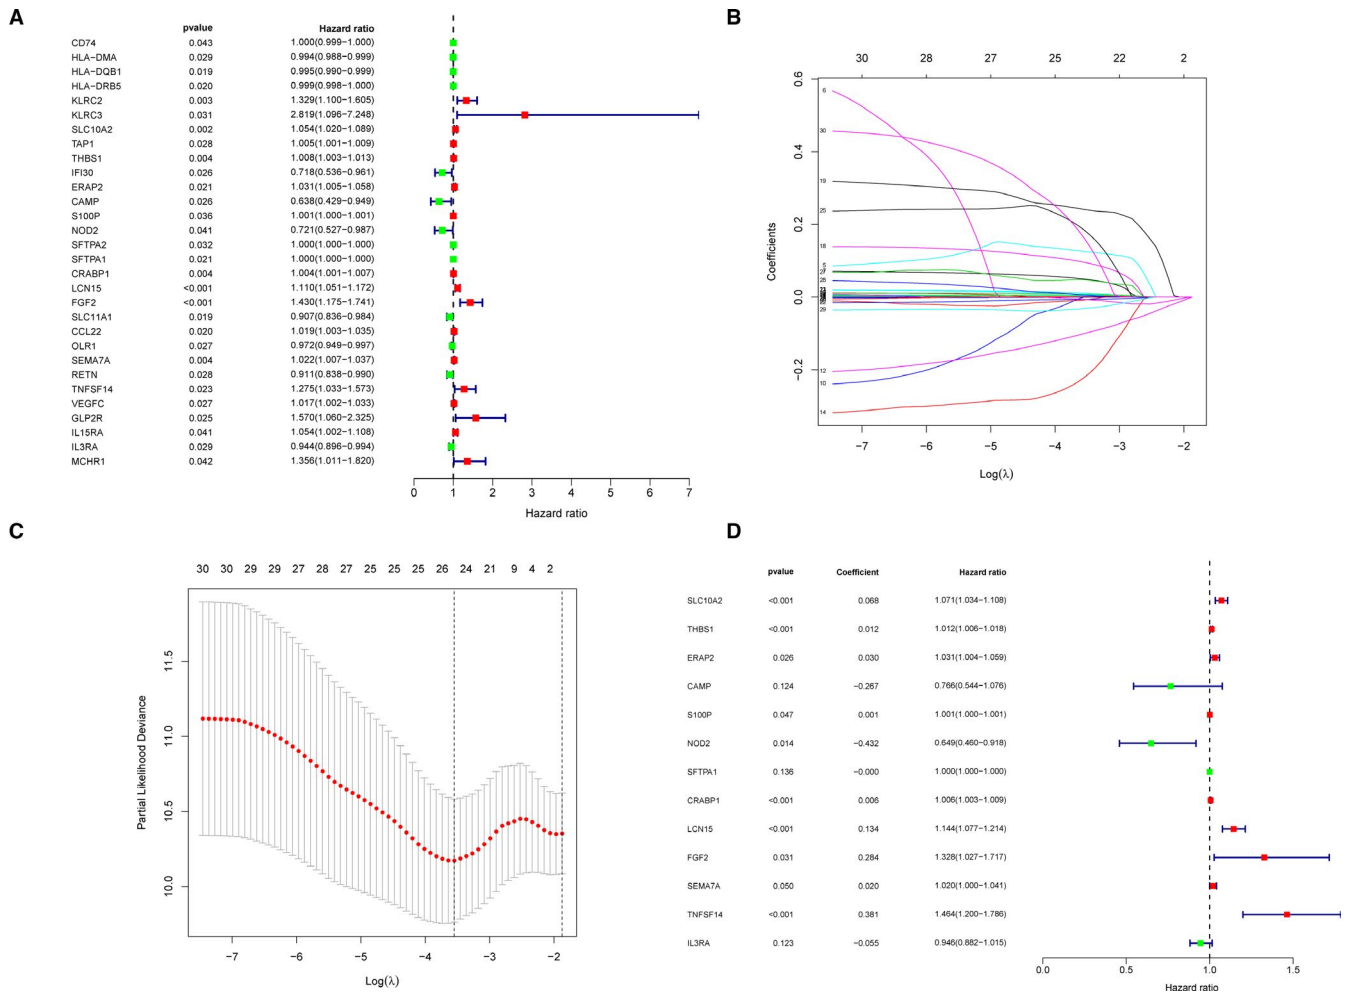 A
pvalue Hazard ratio
CD74 0.043 1.000(0.999−1.000)
HLA−DMA 0.029 0.994(0.988−0.999)
HLA−DQB1 0.019 0.995(0.990−0.999)
HLA−DRB5 0.020 0.999(0.998−1.000)
KLRC2 0.003 1.329(1.100−1.605)
KLRC3 0.031 2.819(1.096−7.248)
SLC10A2 0.002 1.054(1.020−1.089)
TAP1 0.028 1.005(1.001−1.009)
THBS1 0.004 1.008(1.003−1.013)
IFI30 0.026 0.718(0.536−0.961)
ERAP2 0.021 1.031(1.005−1.058)
CAMP 0.026 0.638(0.429−0.949)
S100P 0.036 1.001(1.000−1.001)
NOD2 0.041 0.721(0.527−0.987)
SFTPA2 0.032 1.000(1.000−1.000)
SFTPA1 0.021 1.000(1.000−1.000)
CRABP1 0.004 1.004(1.001−1.007)
LCN15 <0.001 1.110(1.051−1.172)
FGF2 <0.001 1.430(1.175−1.741)
SLC11A1 0.019 0.907(0.836−0.984)
CCL22 0.020 1.019(1.003−1.035)
OLR1 0.027 0.972(0.949−0.997)
SEMA7A 0.004 1.022(1.007−1.037)
RETN 0.028 0.911(0.838−0.990)
TNFSF14 0.023 1.275(1.033−1.573)
VEGFC 0.027 1.017(1.002−1.033)
GLP2R 0.025 1.570(1.060−2.325)
IL15RA 0.041 1.054(1.002−1.108)
IL3RA 0.029 0.944(0.896−0.994)
MCHR1 0.042 1.356(1.011−1.820)
0 1 2 3 4 5 6 7
Hazard ratio
B
30 28 27 25 22 2
0.6
0.4
0.2
0.0
−0.2
Coefficients
6
30
19
25
18
5
27
26
29
12
10
14
−7 −6 −5 −4 −3 −2
Log(λ)
C
30 30 29 29 27 28 27 25 25 25 26 24 21 9 4 2
11.5
11.0
10.5
10.0
Partial Likelihood Deviance
−7 −6 −5 −4 −3 −2
Log(λ)
D
pvalue Coefficient Hazard ratio
SLC10A2 <0.001 0.068 1.071(1.034−1.108)
THBS1 <0.001 0.012 1.012(1.006−1.018)
ERAP2 0.026 0.030 1.031(1.004−1.059)
CAMP 0.124 −0.267 0.766(0.544−1.076)
S100P 0.047 0.001 1.001(1.000−1.001)
NOD2 0.014 −0.432 0.649(0.460−0.918)
SFTPA1 0.136 −0.000 1.000(1.000−1.000)
CRABP1 <0.001 0.006 1.006(1.003−1.009)
LCN15 <0.001 0.134 1.144(1.077−1.214)
FGF2 0.031 0.284 1.328(1.027−1.717)
SEMA7A 0.050 0.020 1.020(1.000−1.041)
TNFSF14 <0.001 0.381 1.464(1.200−1.786)
IL3RA 0.123 −0.055 0.946(0.882−1.015)
0.0 0.5 1.0 1.5
Hazard ratio